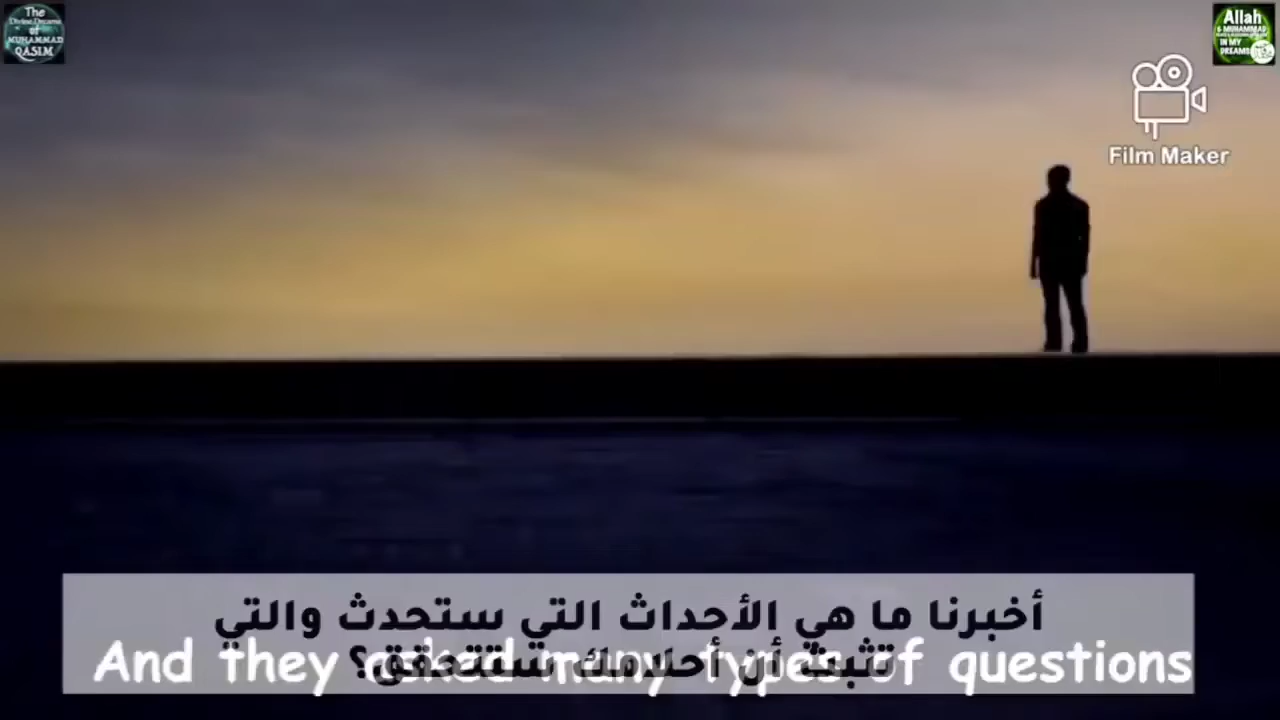 The
Divine Dreams
of
MUHAMMAD
QASIM
Allah
& MUHAMMAD
IN MY
DREAMS
Film Maker
أخبرنا ما هي الأحداث التي ستحدث والتي
تثبت أن أحلامك ستتحقق؟
And they asked many types of questions